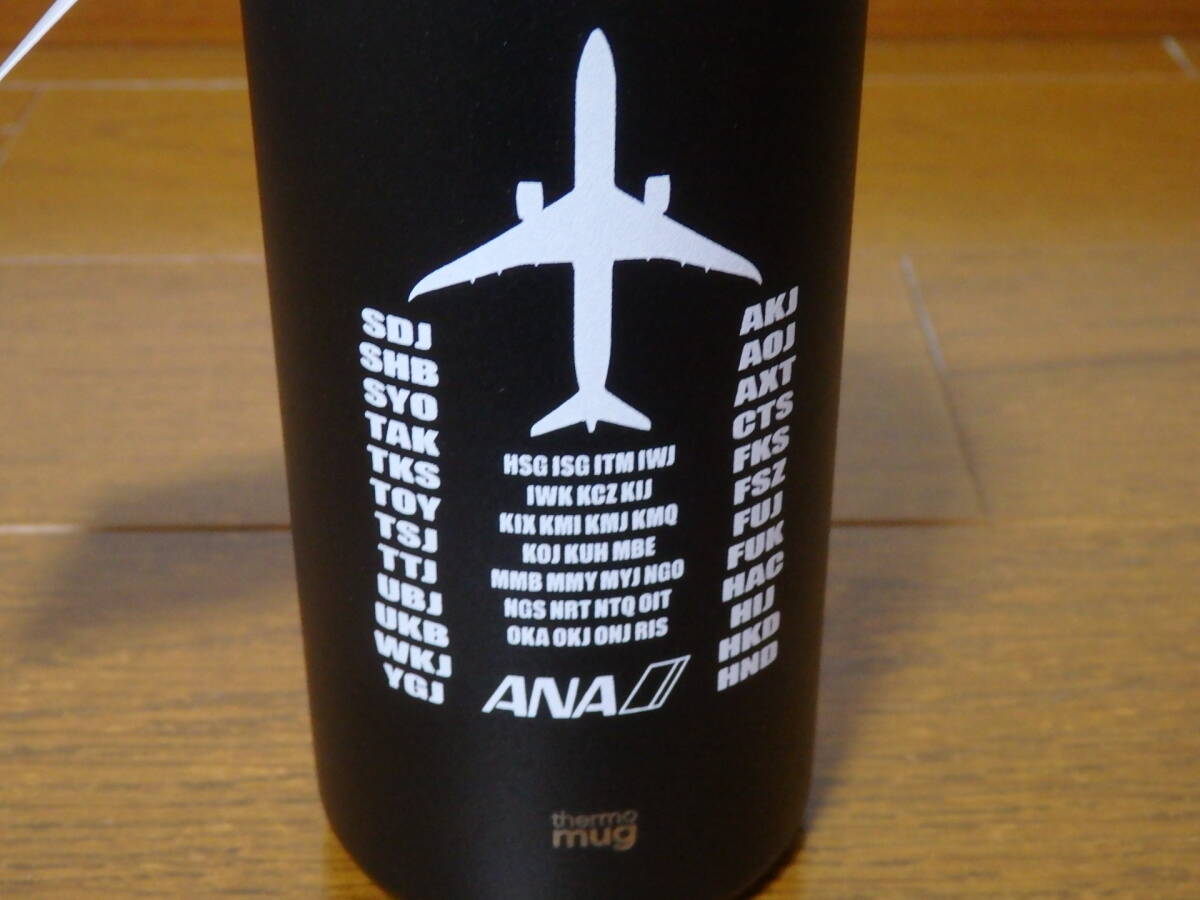 SDJ
SHB
SYO
TAK
TKS
TOY
TSJ
TTJ
UBJ
UKB
WKJ
YGJ
HSG ISG ITM IWJ
IWK KCZ KIJ
KIX KMI KMJ KMQ
KOJ KUH MBE
MMB MMY MYJ NGO
NGS NRT NTQ OIT
OKA OKJ ONJ RIS
AKJ
AOJ
AXT
CTS
FKS
FSZ
FUJ
FUK
HAC
HIJ
HKD
HND
ANA
thermo
mug